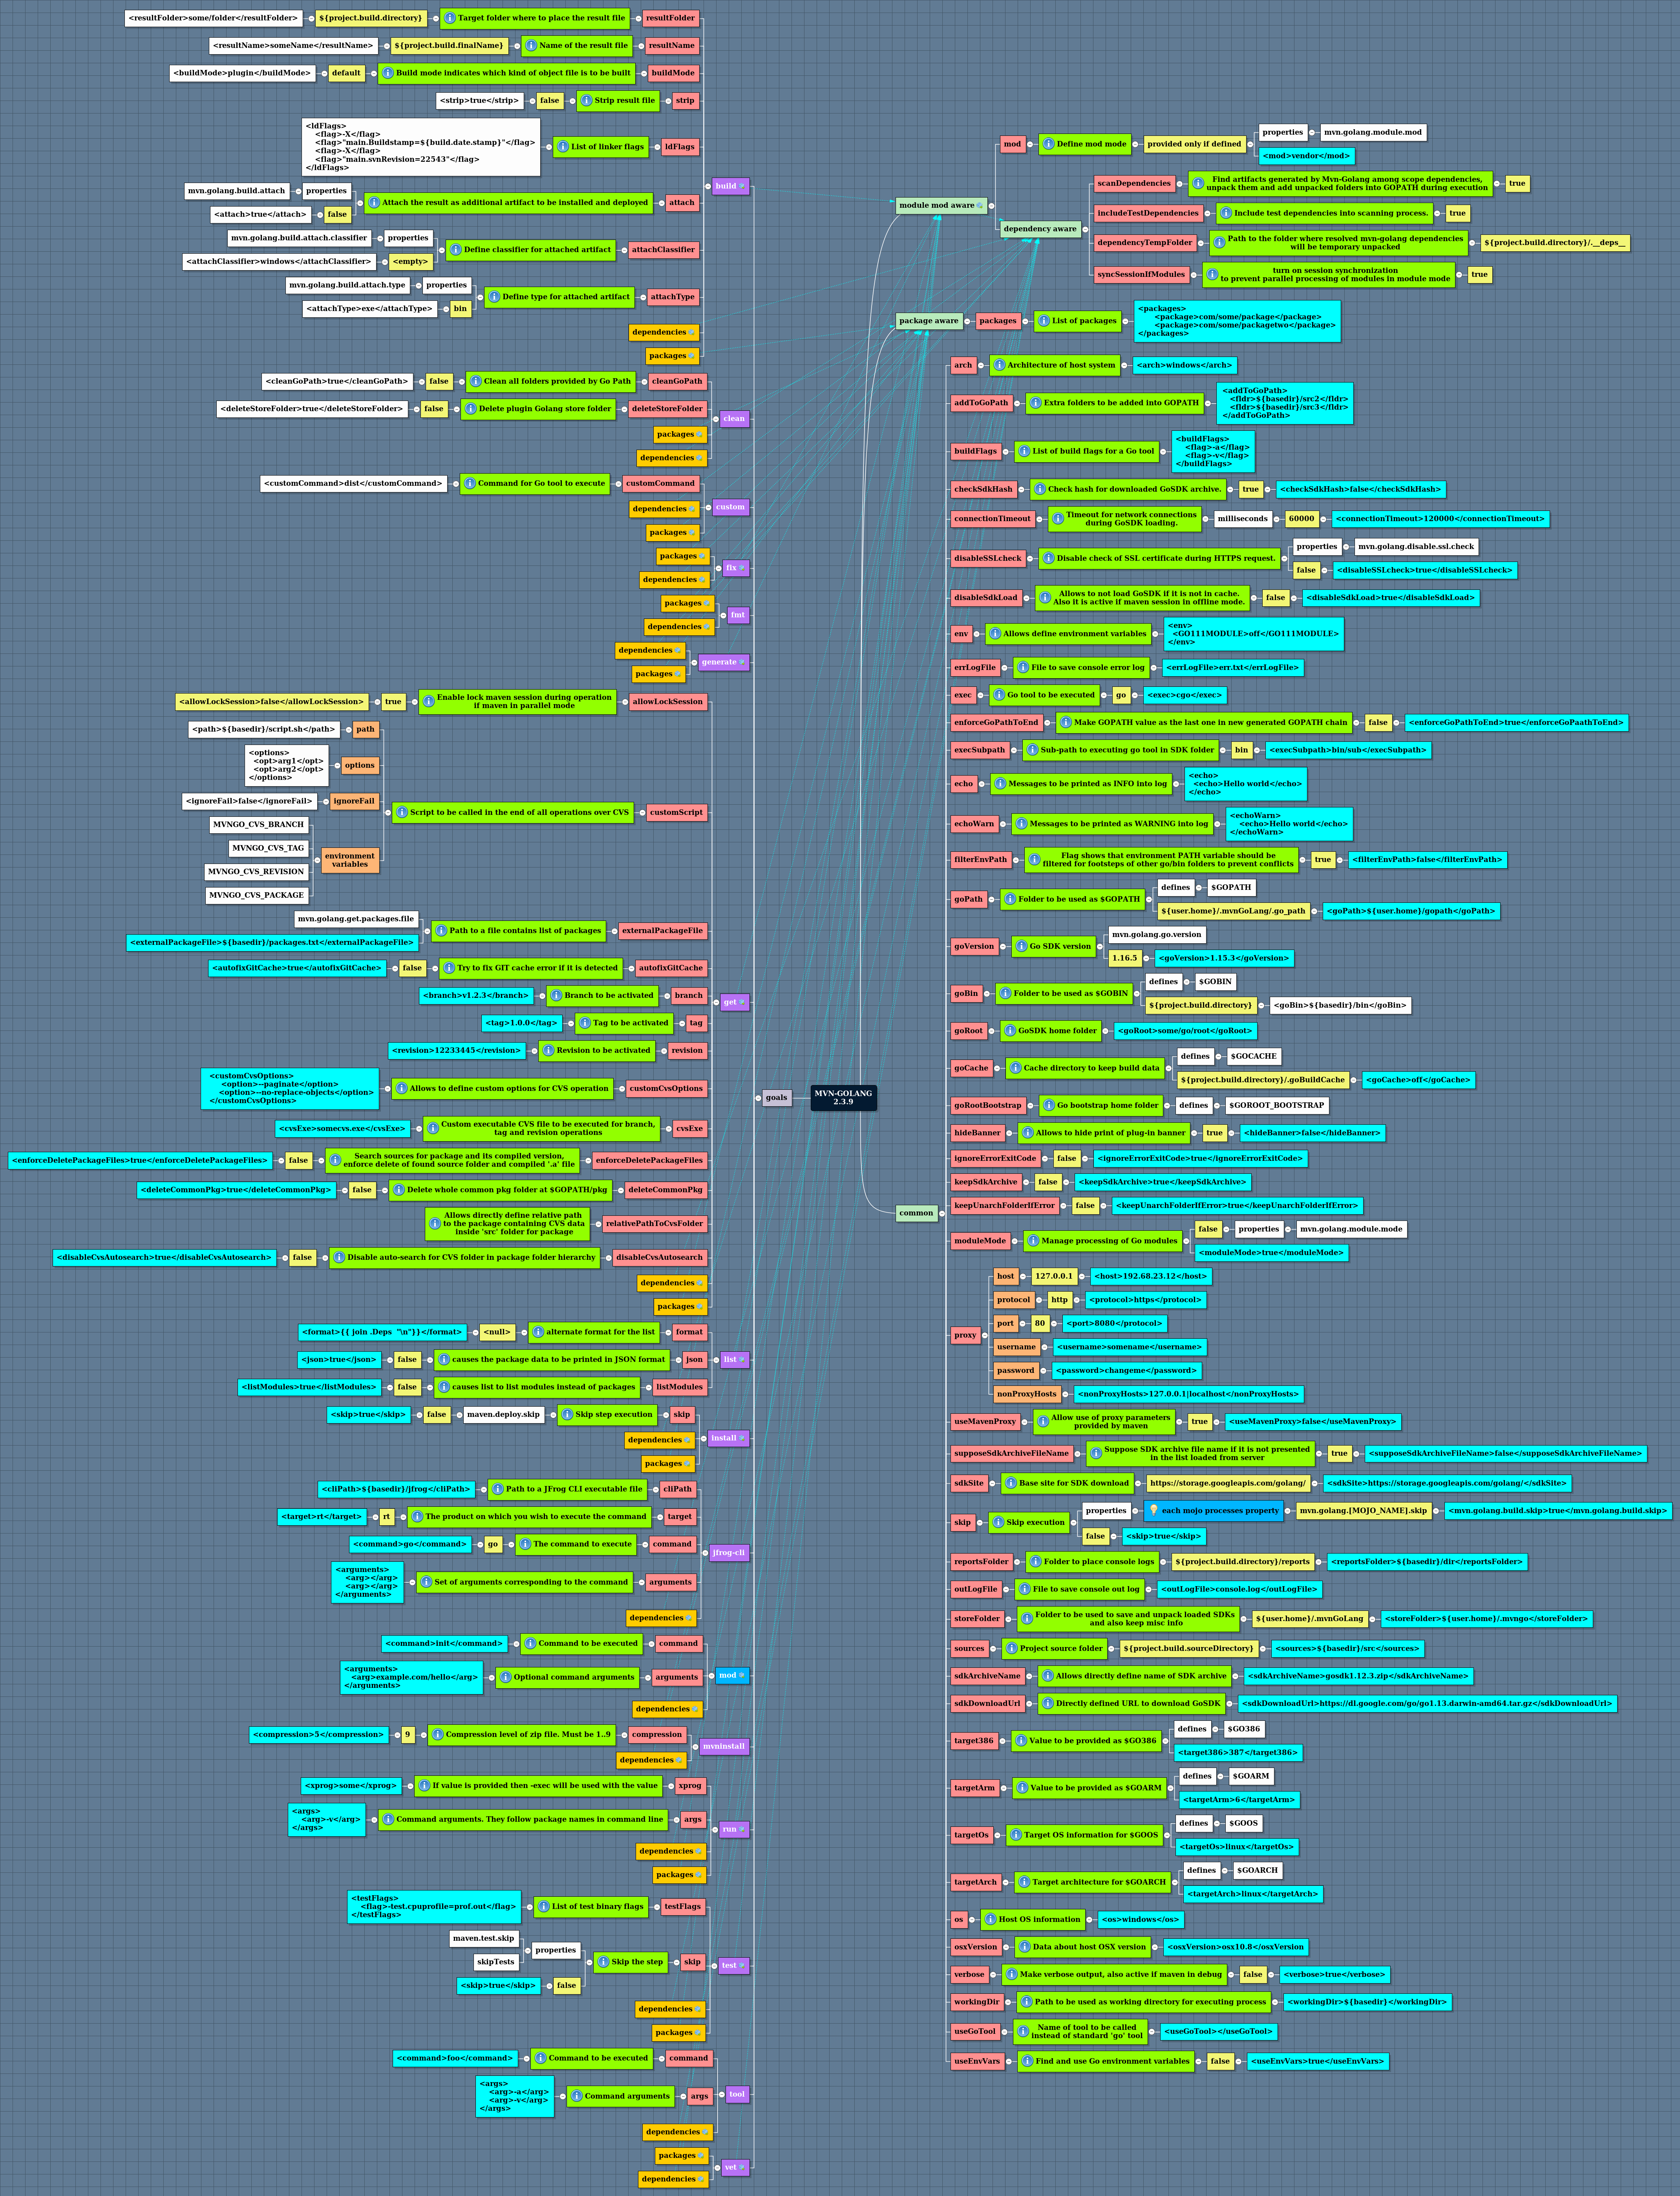 MVN-GOLANG
2.3.9
goals
build
resultFolder
Target folder where to place the result file
${project.build.directory}
<resultFolder>some/folder</resultFolder>
resultName
Name of the result file
${project.build.finalName}
<resultName>someName</resultName>
buildMode
Build mode indicates which kind of object file is to be built
default
<buildMode>plugin</buildMode>
strip
Strip result file
false
<strip>true</strip>
ldFlags
List of linker flags
<ldFlags>
<flag>-X</flag>
<flag>"main.Buildstamp=${build.date.stamp}"</flag>
<flag>-X</flag>
<flag>"main.svnRevision=22543"</flag>
</ldFlags>
attach
Attach the result as additional artifact to be installed and deployed
properties
mvn.golang.build.attach
false
<attach>true</attach>
attachClassifier
Define classifier for attached artifact
properties
mvn.golang.build.attach.classifier
<empty>
<attachClassifier>windows</attachClassifier>
attachType
Define type for attached artifact
properties
mvn.golang.build.attach.type
bin
<attachType>exe</attachType>
dependencies
packages
clean
cleanGoPath
Clean all folders provided by Go Path
false
<cleanGoPath>true</cleanGoPath>
deleteStoreFolder
Delete plugin Golang store folder
false
<deleteStoreFolder>true</deleteStoreFolder>
packages
dependencies
custom
customCommand
Command for Go tool to execute
<customCommand>dist</customCommand>
dependencies
packages
fix
packages
dependencies
fmt
packages
dependencies
generate
dependencies
packages
get
allowLockSession
Enable lock maven session during operation
if maven in parallel mode
true
<allowLockSession>false</allowLockSession>
customScript
Script to be called in the end of all operations over CVS
path
<path>${basedir}/script.sh</path>
options
<options>
<opt>arg1</opt>
<opt>arg2</opt>
</options>
ignoreFail
<ignoreFail>false</ignoreFail>
environment
variables
MVNGO_CVS_BRANCH
MVNGO_CVS_TAG
MVNGO_CVS_REVISION
MVNGO_CVS_PACKAGE
externalPackageFile
Path to a file contains list of packages
mvn.golang.get.packages.file
<externalPackageFile>${basedir}/packages.txt</externalPackageFile>
autofixGitCache
Try to fix GIT cache error if it is detected
false
<autofixGitCache>true</autofixGitCache>
branch
Branch to be activated
<branch>v1.2.3</branch>
tag
Tag to be activated
<tag>1.0.0</tag>
revision
Revision to be activated
<revision>12233445</revision>
customCvsOptions
Allows to define custom options for CVS operation
<customCvsOptions>
<option>--paginate</option>
<option>--no-replace-objects</option>
</customCvsOptions>
cvsExe
Custom executable CVS file to be executed for branch,
tag and revision operations
<cvsExe>somecvs.exe</cvsExe>
enforceDeletePackageFiles
Search sources for package and its compiled version,
enforce delete of found source folder and compiled '.a' file
false
<enforceDeletePackageFiles>true</enforceDeletePackageFiles>
deleteCommonPkg
Delete whole common pkg folder at $GOPATH/pkg
false
<deleteCommonPkg>true</deleteCommonPkg>
relativePathToCvsFolder
Allows directly define relative path
to the package containing CVS data
inside 'src' folder for package
disableCvsAutosearch
Disable auto-search for CVS folder in package folder hierarchy
false
<disableCvsAutosearch>true</disableCvsAutosearch>
dependencies
packages
list
format
alternate format for the list
<null>
<format>{{ join .Deps "\n"}}</format>
json
causes the package data to be printed in JSON format
false
<json>true</json>
listModules
causes list to list modules instead of packages
false
<listModules>true</listModules>
install
skip
Skip step execution
maven.deploy.skip
false
<skip>true</skip>
dependencies
packages
jfrog-cli
cliPath
Path to a JFrog CLI executable file
<cliPath>${basedir}/jfrog</cliPath>
target
The product on which you wish to execute the command
rt
<target>rt</target>
command
The command to execute
go
<command>go</command>
arguments
Set of arguments corresponding to the command
<arguments>
<arg></arg>
<arg></arg>
</arguments>
dependencies
mod
command
Command to be executed
<command>init</command>
arguments
Optional command arguments
<arguments>
<arg>example.com/hello</arg>
</arguments>
dependencies
mvninstall
compression
Compression level of zip file. Must be 1..9
9
<compression>5</compression>
dependencies
run
xprog
If value is provided then -exec will be used with the value
<xprog>some</xprog>
args
Command arguments. They follow package names in command line
<args>
<arg>-v</arg>
</args>
dependencies
packages
test
testFlags
List of test binary flags
<testFlags>
<flag>-test.cpuprofile=prof.out</flag>
</testFlags>
skip
Skip the step
properties
maven.test.skip
skipTests
false
<skip>true</skip>
dependencies
packages
tool
command
Command to be executed
<command>foo</command>
args
Command arguments
<args>
<arg>-a</arg>
<arg>-v</arg>
</args>
dependencies
vet
packages
dependencies
module mod aware
mod
Define mod mode
provided only if defined
properties
mvn.golang.module.mod
<mod>vendor</mod>
dependency aware
scanDependencies
Find artifacts generated by Mvn-Golang among scope dependencies,
unpack them and add unpacked folders into GOPATH during execution
true
includeTestDependencies
Include test dependencies into scanning process.
true
dependencyTempFolder
Path to the folder where resolved mvn-golang dependencies
will be temporary unpacked
${project.build.directory}/.__deps__
syncSessionIfModules
turn on session synchronization
to prevent parallel processing of modules in module mode
true
package aware
packages
List of packages
<packages>
<package>com/some/package</package>
<package>com/some/packagetwo</package>
</packages>
common
arch
Architecture of host system
<arch>windows</arch>
addToGoPath
Extra folders to be added into GOPATH
<addToGoPath>
<fldr>${basedir}/src2</fldr>
<fldr>${basedir}/src3</fldr>
</addToGoPath>
buildFlags
List of build flags for a Go tool
<buildFlags>
<flag>-a</flag>
<flag>-v</flag>
</buildFlags>
checkSdkHash
Check hash for downloaded GoSDK archive.
true
<checkSdkHash>false</checkSdkHash>
connectionTimeout
Timeout for network connections
during GoSDK loading.
milliseconds
60000
<connectionTimeout>120000</connectionTimeout>
disableSSLcheck
Disable check of SSL certificate during HTTPS request.
properties
mvn.golang.disable.ssl.check
false
<disableSSLcheck>true</disableSSLcheck>
disableSdkLoad
Allows to not load GoSDK if it is not in cache.
Also it is active if maven session in offline mode.
false
<disableSdkLoad>true</disableSdkLoad>
env
Allows define environment variables
<env>
<GO111MODULE>off</GO111MODULE>
</env>
errLogFile
File to save console error log
<errLogFile>err.txt</errLogFile>
exec
Go tool to be executed
go
<exec>cgo</exec>
enforceGoPathToEnd
Make GOPATH value as the last one in new generated GOPATH chain
false
<enforceGoPathToEnd>true</enforceGoPaathToEnd>
execSubpath
Sub-path to executing go tool in SDK folder
bin
<execSubpath>bin/sub</execSubpath>
echo
Messages to be printed as INFO into log
<echo>
<echo>Hello world</echo>
</echo>
echoWarn
Messages to be printed as WARNING into log
<echoWarn>
<echo>Hello world</echo>
</echoWarn>
filterEnvPath
Flag shows that environment PATH variable should be
filtered for footsteps of other go/bin folders to prevent conflicts
true
<filterEnvPath>false</filterEnvPath>
goPath
Folder to be used as $GOPATH
defines
$GOPATH
${user.home}/.mvnGoLang/.go_path
<goPath>${user.home}/gopath</goPath>
goVersion
Go SDK version
mvn.golang.go.version
1.16.5
<goVersion>1.15.3</goVersion>
goBin
Folder to be used as $GOBIN
defines
$GOBIN
${project.build.directory}
<goBin>${basedir}/bin</goBin>
goRoot
GoSDK home folder
<goRoot>some/go/root</goRoot>
goCache
Cache directory to keep build data
defines
$GOCACHE
${project.build.directory}/.goBuildCache
<goCache>off</goCache>
goRootBootstrap
Go bootstrap home folder
defines
$GOROOT_BOOTSTRAP
hideBanner
Allows to hide print of plug-in banner
true
<hideBanner>false</hideBanner>
ignoreErrorExitCode
false
<ignoreErrorExitCode>true</ignoreErrorExitCode>
keepSdkArchive
false
<keepSdkArchive>true</keepSdkArchive>
keepUnarchFolderIfError
false
<keepUnarchFolderIfError>true</keepUnarchFolderIfError>
moduleMode
Manage processing of Go modules
false
properties
mvn.golang.module.mode
<moduleMode>true</moduleMode>
proxy
host
127.0.0.1
<host>192.68.23.12</host>
protocol
http
<protocol>https</protocol>
port
80
<port>8080</protocol>
username
<username>somename</username>
password
<password>changeme</password>
nonProxyHosts
<nonProxyHosts>127.0.0.1|localhost</nonProxyHosts>
useMavenProxy
Allow use of proxy parameters
provided by maven
true
<useMavenProxy>false</useMavenProxy>
supposeSdkArchiveFileName
Suppose SDK archive file name if it is not presented
in the list loaded from server
true
<supposeSdkArchiveFileName>false</supposeSdkArchiveFileName>
sdkSite
Base site for SDK download
https://storage.googleapis.com/golang/
<sdkSite>https://storage.googleapis.com/golang/</sdkSite>
skip
Skip execution
properties
each mojo processes property
mvn.golang.[MOJO_NAME].skip
<mvn.golang.build.skip>true</mvn.golang.build.skip>
false
<skip>true</skip>
reportsFolder
Folder to place console logs
${project.build.directory}/reports
<reportsFolder>${basedir}/dir</reportsFolder>
outLogFile
File to save console out log
<outLogFile>console.log</outLogFile>
storeFolder
Folder to be used to save and unpack loaded SDKs
and also keep misc info
${user.home}/.mvnGoLang
<storeFolder>${user.home}/.mvngo</storeFolder>
sources
Project source folder
${project.build.sourceDirectory}
<sources>${basedir}/src</sources>
sdkArchiveName
Allows directly define name of SDK archive
<sdkArchiveName>gosdk1.12.3.zip</sdkArchiveName>
sdkDownloadUrl
Directly defined URL to download GoSDK
<sdkDownloadUrl>https://dl.google.com/go/go1.13.darwin-amd64.tar.gz</sdkDownloadUrl>
target386
Value to be provided as $GO386
defines
$GO386
<target386>387</target386>
targetArm
Value to be provided as $GOARM
defines
$GOARM
<targetArm>6</targetArm>
targetOs
Target OS information for $GOOS
defines
$GOOS
<targetOs>linux</targetOs>
targetArch
Target architecture for $GOARCH
defines
$GOARCH
<targetArch>linux</targetArch>
os
Host OS information
<os>windows</os>
osxVersion
Data about host OSX version
<osxVersion>osx10.8</osxVersion
verbose
Make verbose output, also active if maven in debug
false
<verbose>true</verbose>
workingDir
Path to be used as working directory for executing process
<workingDir>${basedir}</workingDir>
useGoTool
Name of tool to be called
instead of standard 'go' tool
<useGoTool></useGoTool>
useEnvVars
Find and use Go environment variables
false
<useEnvVars>true</useEnvVars>